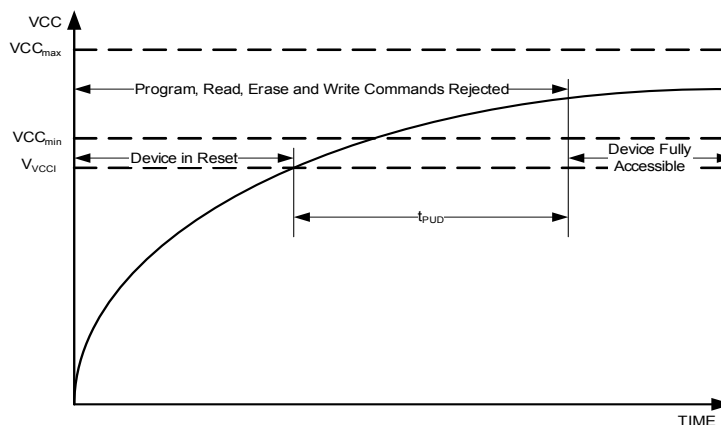 VCC
VCCmax
Program, Read, Erase and Write Commands Rejected
VCCmin
Device in Reset
Device Fully
Accessible
VVCCI
tPUD
TIME